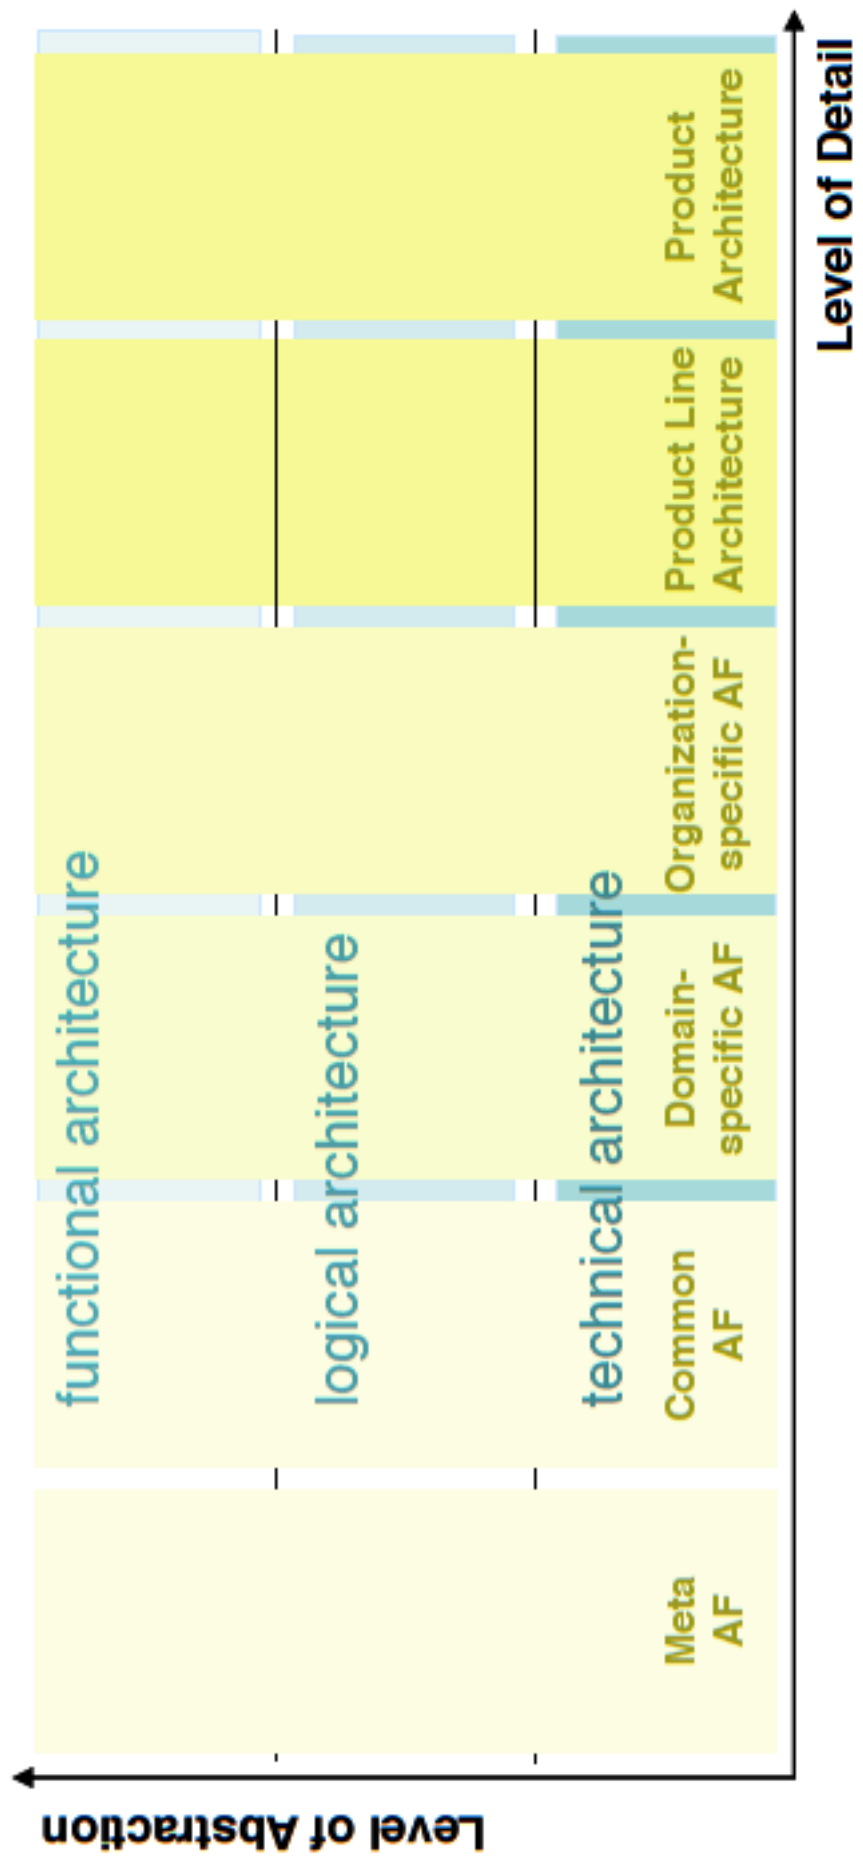 Level of Abstraction
functional architecture
logical architecture
technical architecture
Meta
AF
Common
AF
Domain-
specific AF
Organization-
specific AF
Product Line
Architecture
Product
Architecture
Level of Detail